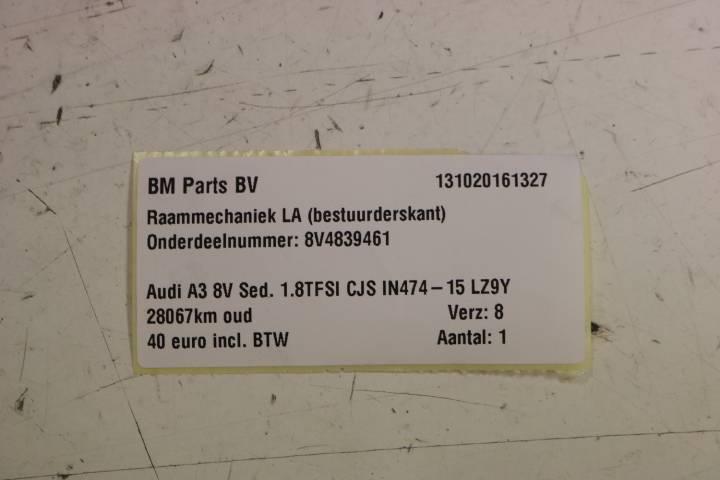 BM Parts BV 131020161327
Raammechaniek LA (bestuurderskant)
Onderdeelnummer: 8V4839461
Audi A3 8V Sed. 1.8TFSI CJS IN474-15 LZ9Y
28067km oud Verz: 8
40 euro incl. BTW Aantal: 1